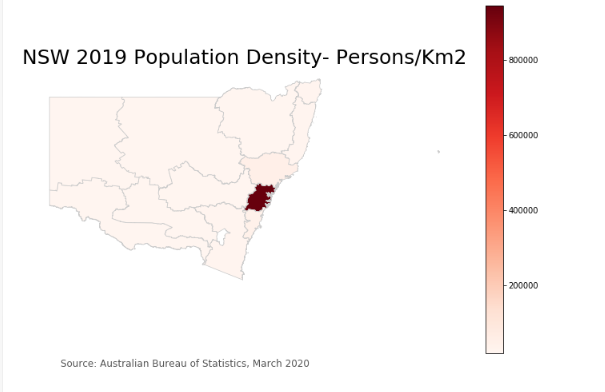 NSW 2019 Population Density- Persons/Km2
800000
600000
400000
200000
Source: Australian Bureau of Statistics, March 2020